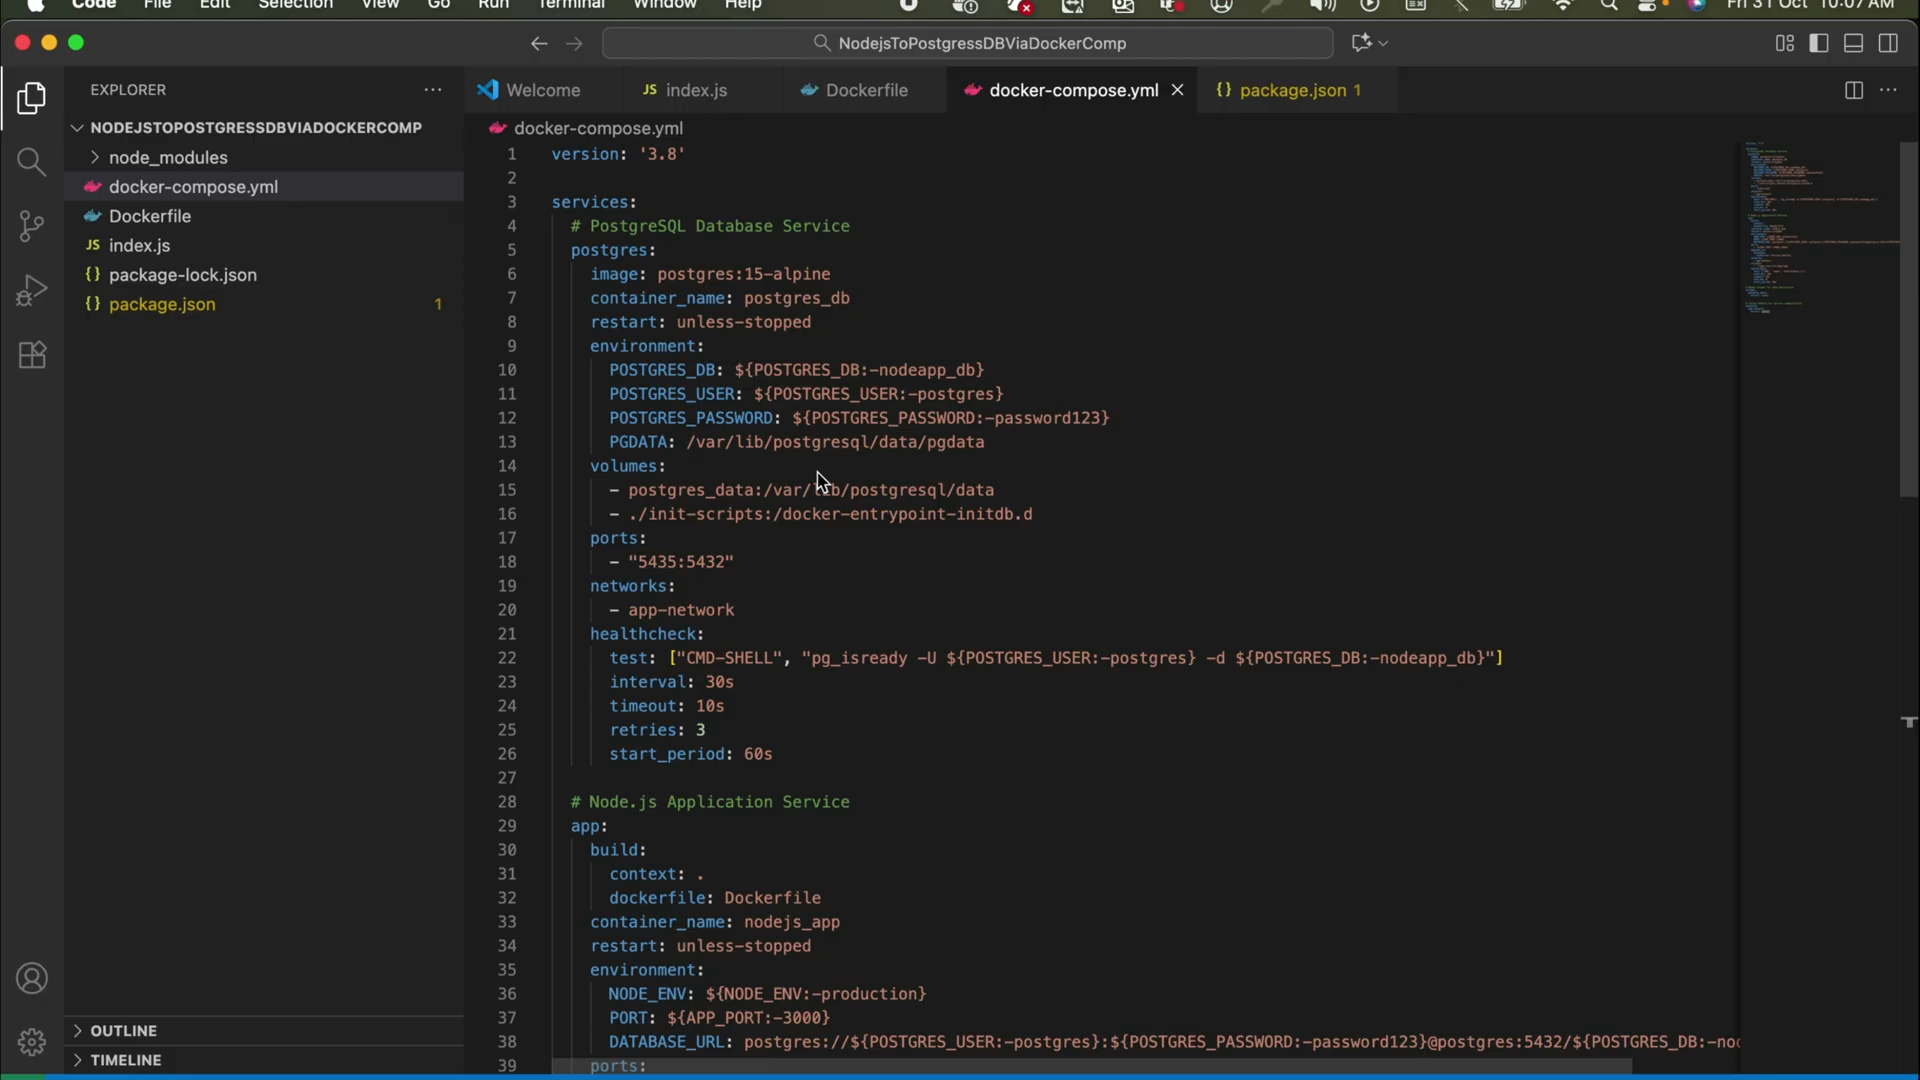 Code File Edit Selection View Go Run Terminal Window Help Fri 31 Oct 10:07 AM
NodejsToPostgressDBViaDockerComp
EXPLORER
NODEJSTOPOSTGRESSDBVIADOCKERCOMP
node_modules
docker-compose.yml
Dockerfile
JS index.js
{} package-lock.json
{} package.json 1
OUTLINE
TIMELINE
Welcome JS index.js Dockerfile docker-compose.yml {} package.json 1
docker-compose.yml
1 version: '3.8'
2
3 services:
4 # PostgreSQL Database Service
5 postgres:
6 image: postgres:15-alpine
7 container_name: postgres_db
8 restart: unless-stopped
9 environment:
10 POSTGRES_DB: ${POSTGRES_DB:-nodeapp_db}
11 POSTGRES_USER: ${POSTGRES_USER:-postgres}
12 POSTGRES_PASSWORD: ${POSTGRES_PASSWORD:-password123}
13 PGDATA: /var/lib/postgresql/data/pgdata
14 volumes:
15 - postgres_data:/var/lib/postgresql/data
16 - ./init-scripts:/docker-entrypoint-initdb.d
17 ports:
18 - "5435:5432"
19 networks:
20 - app-network
21 healthcheck:
22 test: ["CMD-SHELL", "pg_isready -U ${POSTGRES_USER:-postgres} -d ${POSTGRES_DB:-nodeapp_db}"]
23 interval: 30s
24 timeout: 10s
25 retries: 3
26 start_period: 60s
27
28 # Node.js Application Service
29 app:
30 build:
31 context: .
32 dockerfile: Dockerfile
33 container_name: nodejs_app
34 restart: unless-stopped
35 environment:
36 NODE_ENV: ${NODE_ENV:-production}
37 PORT: ${APP_PORT:-3000}
38 DATABASE_URL: postgres://${POSTGRES_USER:-postgres}:${POSTGRES_PASSWORD:-password123}@postgres:5432/${POSTGRES_DB:-no
39 ports: